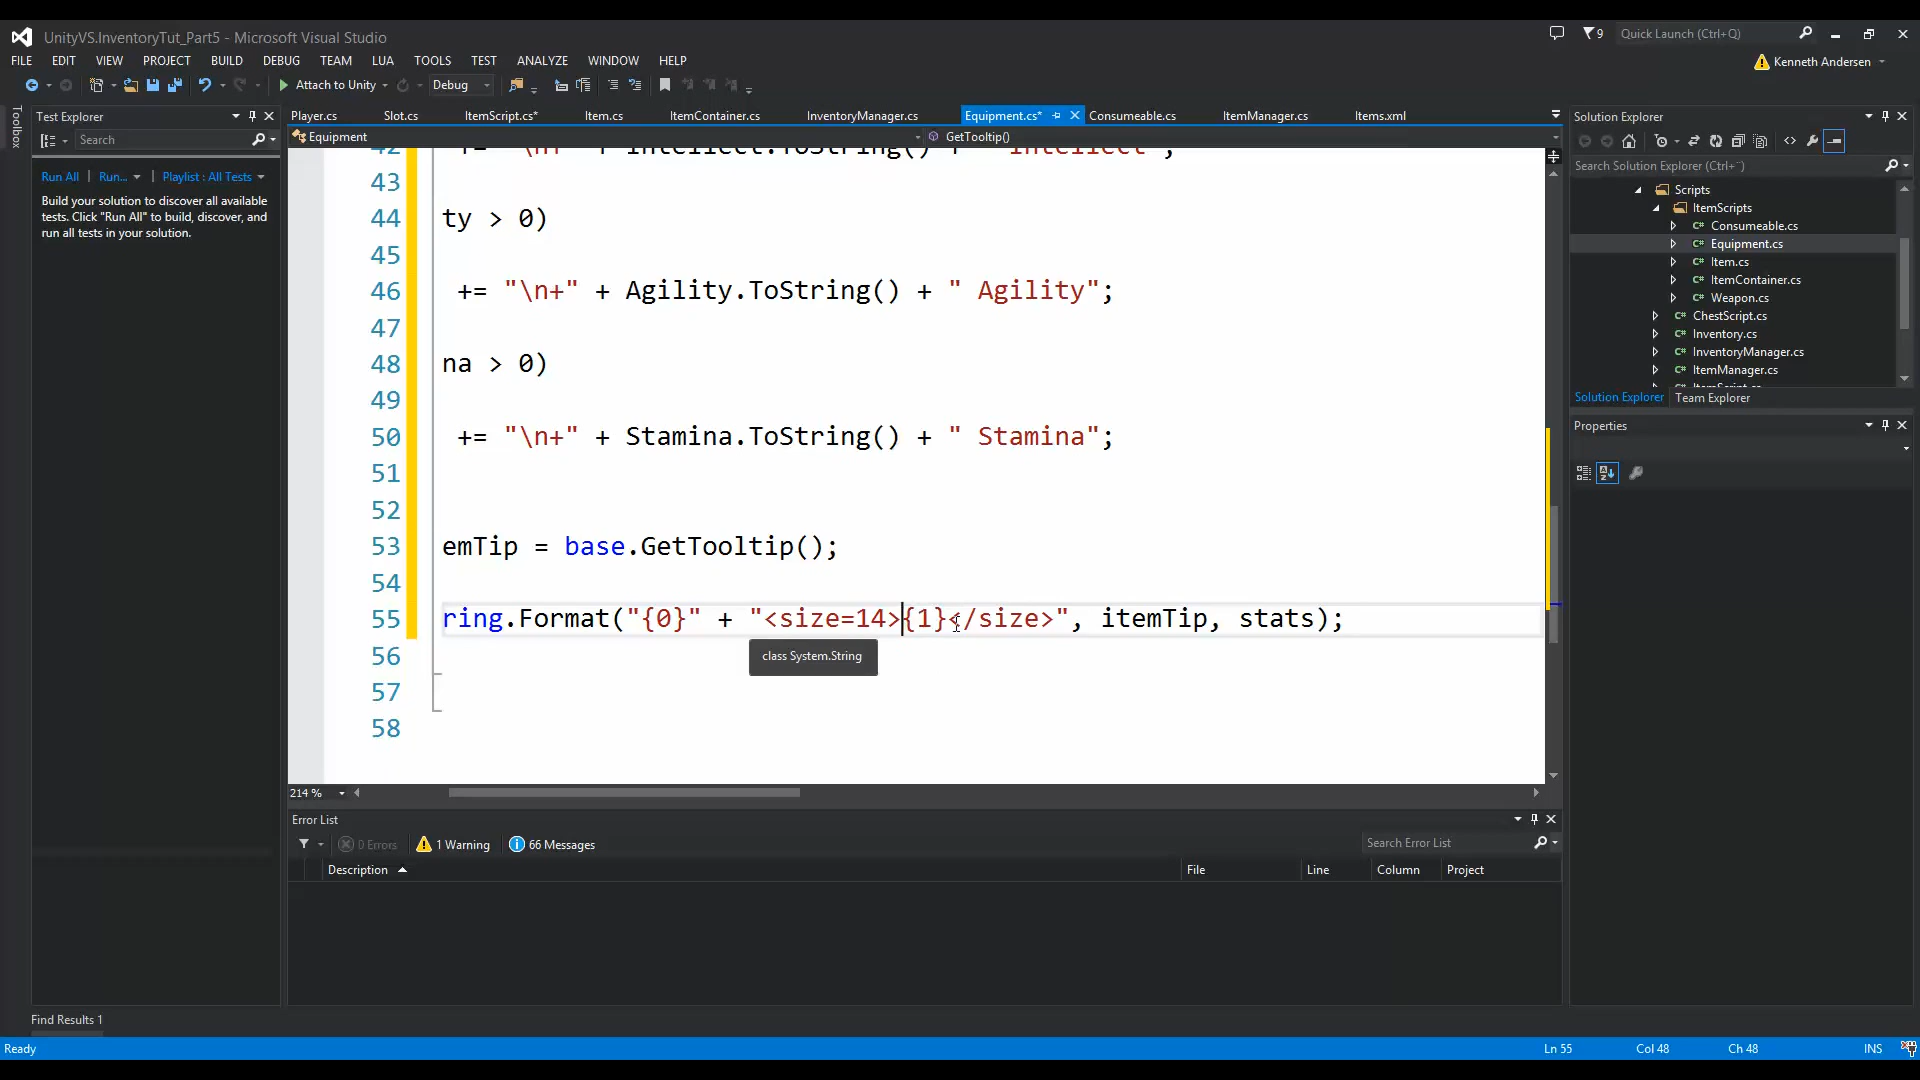 UnityVS.InventoryTut_Part5 - Microsoft Visual Studio
9
Quick Launch (Ctrl+Q)
FILE EDIT VIEW PROJECT BUILD DEBUG TEAM LUA TOOLS TEST ANALYZE WINDOW HELP
Kenneth Andersen
Attach to Unity
Debug
Toolbox
Test Explorer
Search
Run All | Run... | Playlist : All Tests
Build your solution to discover all available
tests. Click "Run All" to build, discover, and
run all tests in your solution.
Player.cs Slot.cs ItemScript.cs* Item.cs ItemContainer.cs InventoryManager.cs Equipment.cs* Consumeable.cs ItemManager.cs Items.xml
Equipment
GetTooltip()
42 += "\n+" + Intellect.ToString() + " Intellect";
43
44 ty > 0)
45
46 += "\n+" + Agility.ToString() + " Agility";
47
48 na > 0)
49
50 += "\n+" + Stamina.ToString() + " Stamina";
51
52
53 emTip = base.GetTooltip();
54
55 ring.Format("{0}" + "<size=14>{1}</size>", itemTip, stats);
class System.String
56
57
58
214 %
Error List
0 Errors 1 Warning 66 Messages
Search Error List
Description File Line Column Project
Solution Explorer
Search Solution Explorer (Ctrl+¨)
Scripts
ItemScripts
C# Consumeable.cs
C# Equipment.cs
C# Item.cs
C# ItemContainer.cs
C# Weapon.cs
C# ChestScript.cs
C# Inventory.cs
C# InventoryManager.cs
C# ItemManager.cs
C# ItemScript.cs
Solution Explorer Team Explorer
Properties
Find Results 1
Ready
Ln 55 Col 48 Ch 48 INS